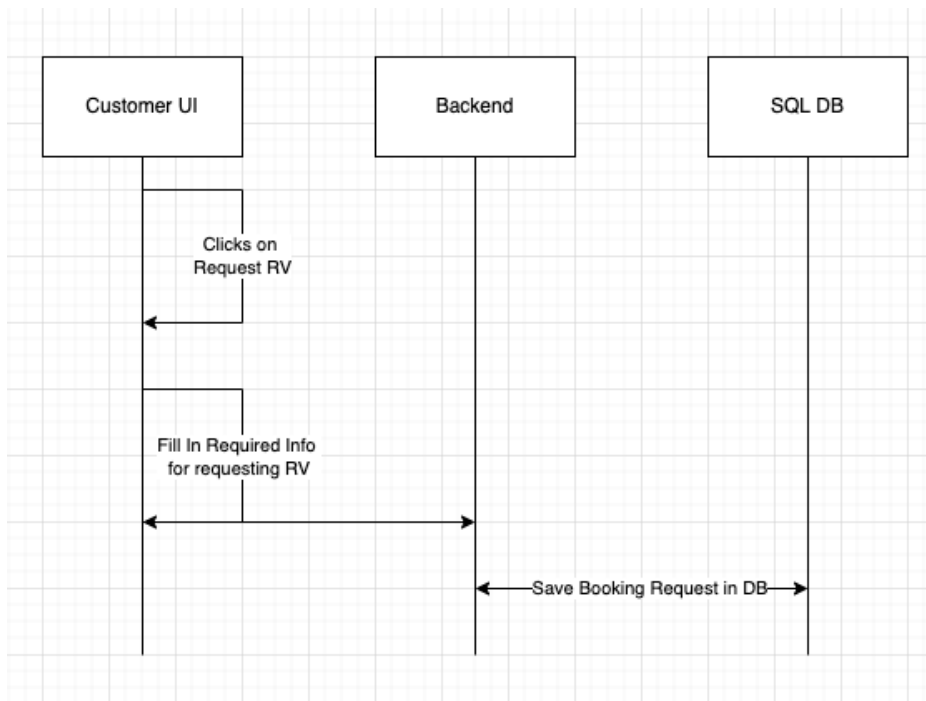 Customer UI
Backend
SQL DB
Clicks on
Request RV
Fill In Required Info
for requesting RV
Save Booking Request in DB